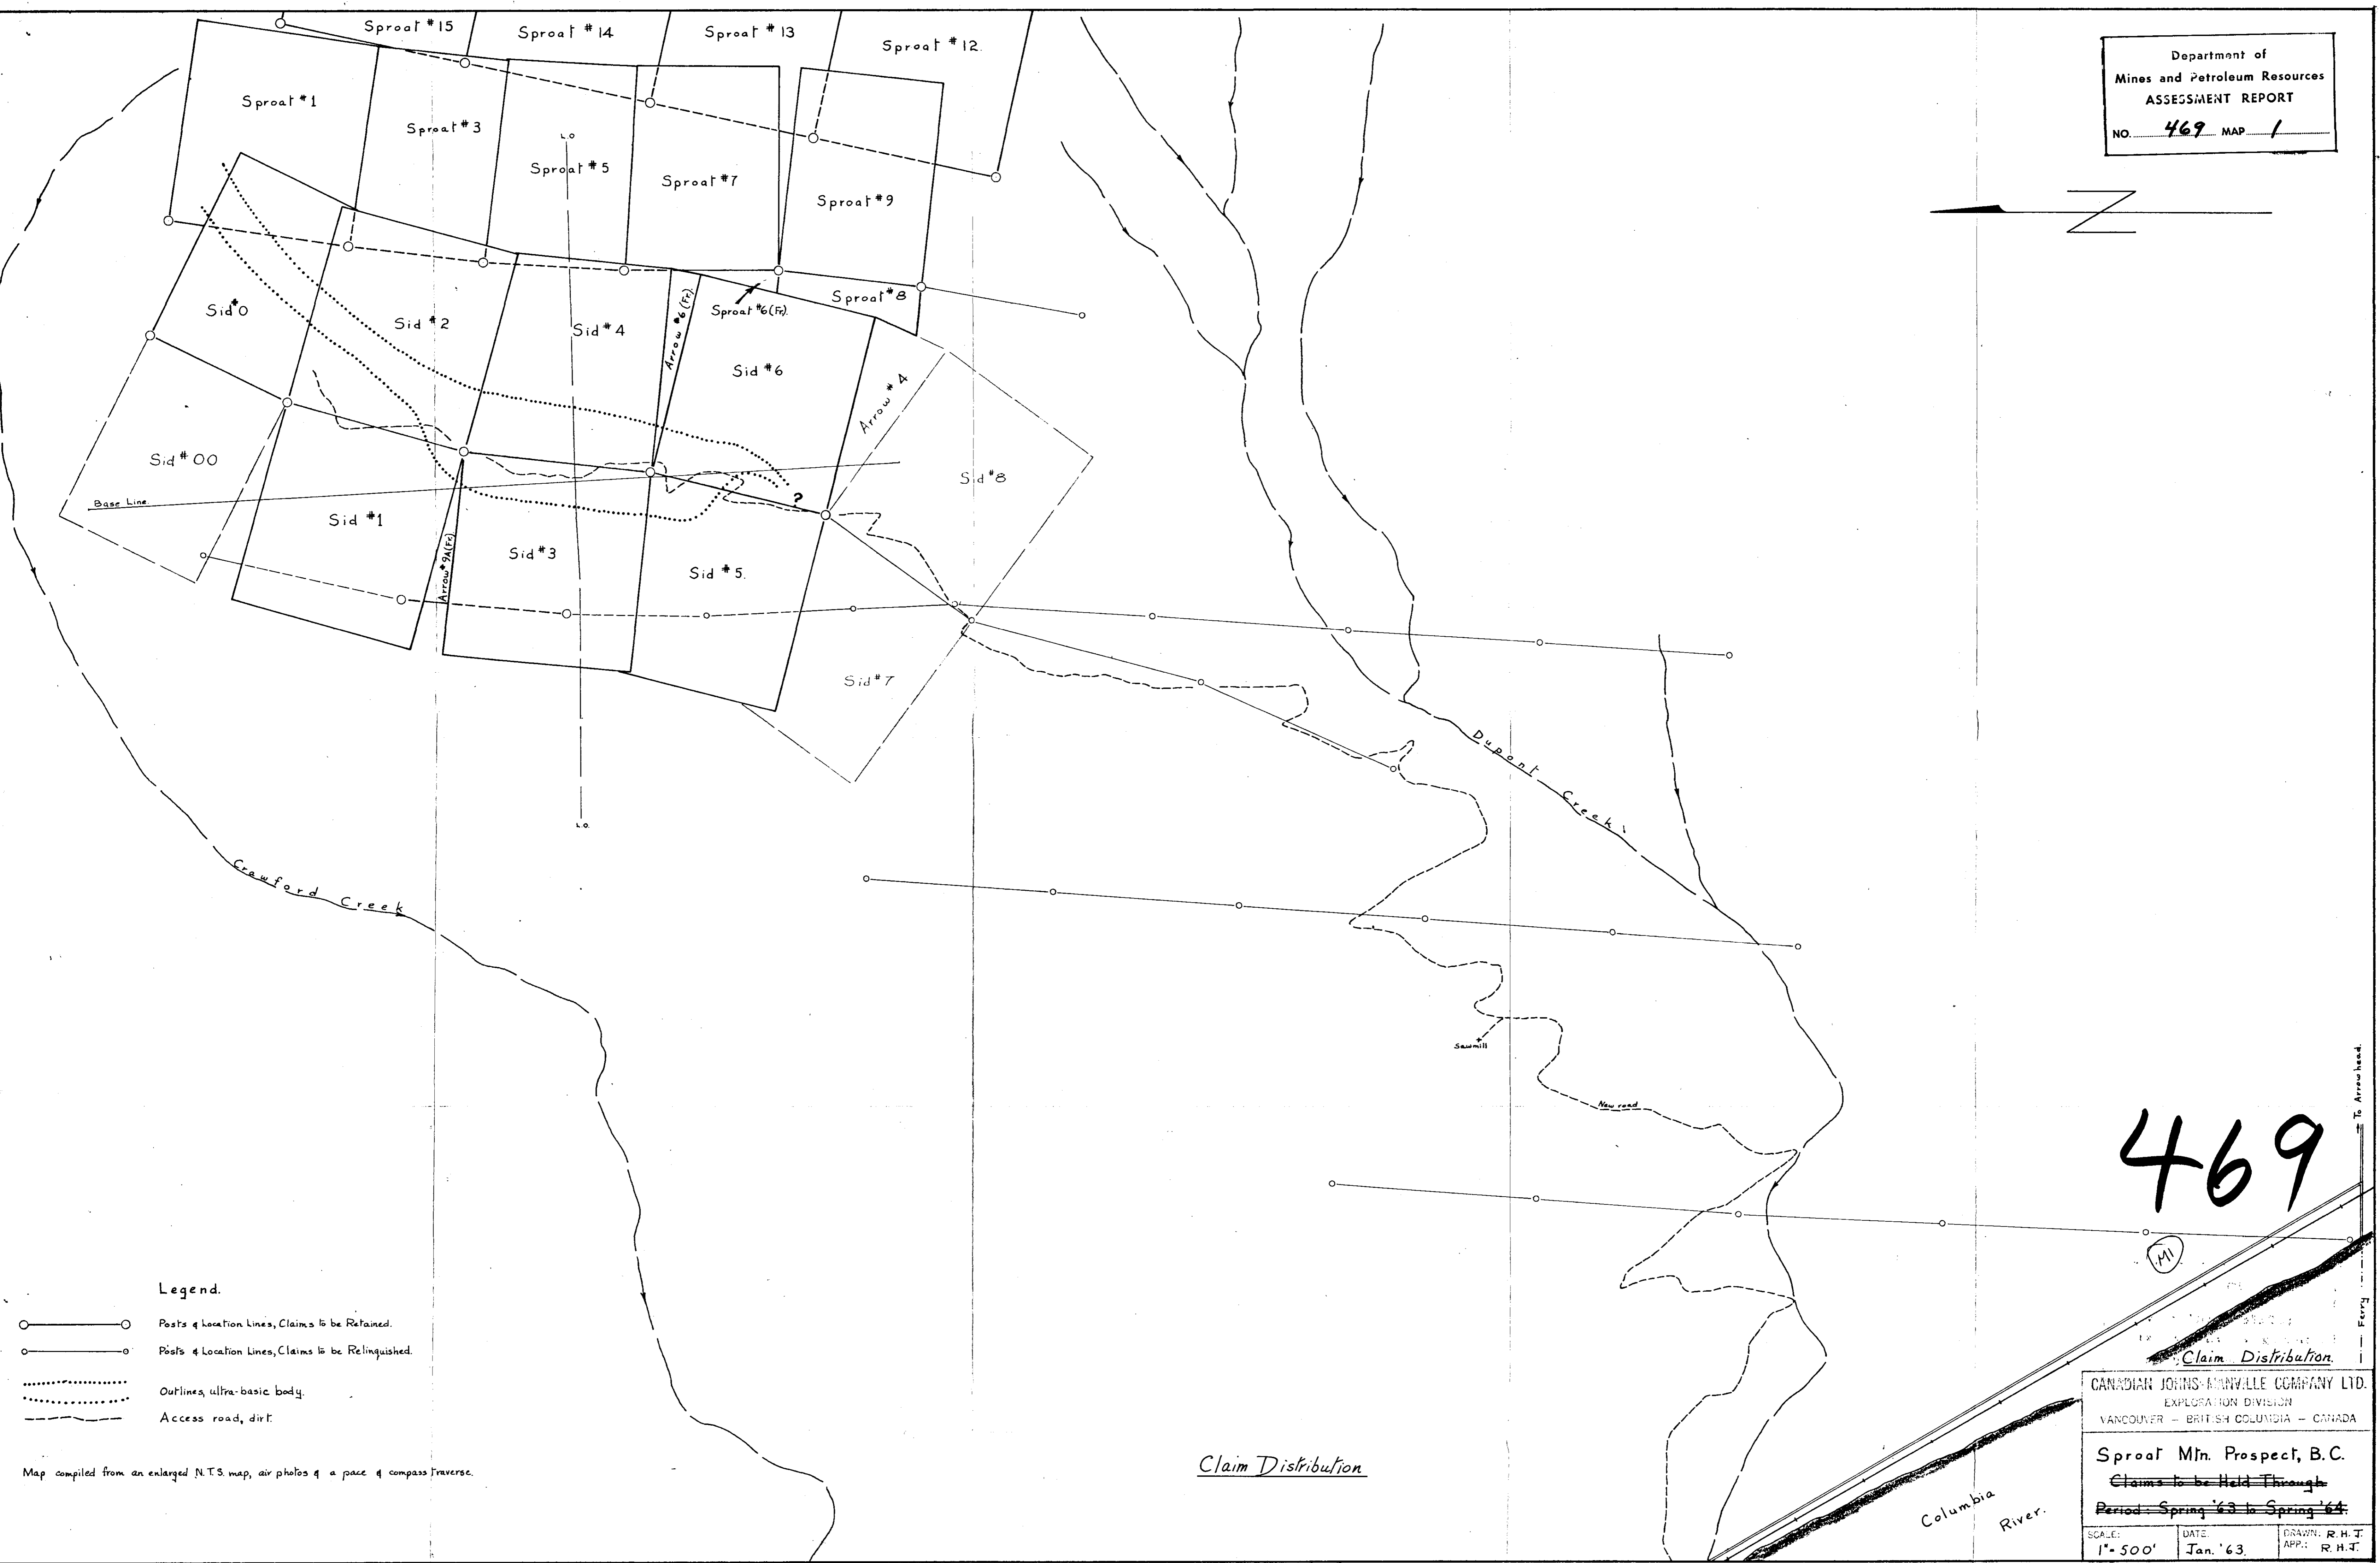 Sproat #15
Sproat #14
Sproat #13
Sproat #12.
Department of
Mines and Petroleum Resources
ASSESSMENT REPORT
NO. 469 MAP 1
Sproat #1
Sproat #3
L.O
Sproat #5
Sproat #7
Sproat #9
Z
Sid #0
Sid #2
Sid #4
Arrow #6 (Fr).
Sproat #6 (Fr).
Sproat #8
Sid #6
Arrow #4
Sid #00
Base Line.
Sid #1
Arrow #9A (Fr)
Sid #3
?
Sid #5.
Sid #8
Sid #7
L.O.
Dupont Creek
Crawford Creek
Sawmill
New road
To Arrowhead.
469
M1
Ferry
Legend.
Posts & Location Lines, Claims to be Retained.
Posts & Location Lines, Claims to be Relinquished.
Outlines, ultra-basic body.
Access road, dirt.
Map compiled from an enlarged N.T.S. map, air photos & a pace & compass traverse.
Claim Distribution
Columbia
River.
Claim Distribution.
CANADIAN JOHNS-MANVILLE COMPANY LTD.
EXPLORATION DIVISION
VANCOUVER - BRITISH COLUMBIA - CANADA
Sproat Mtn. Prospect, B.C.
Claims to be Held Through
Period: Spring '63 to Spring '64.
SCALE: 1"= 500'
DATE: Jan. '63.
DRAWN: R.H.J.
APP.: R.H.J.